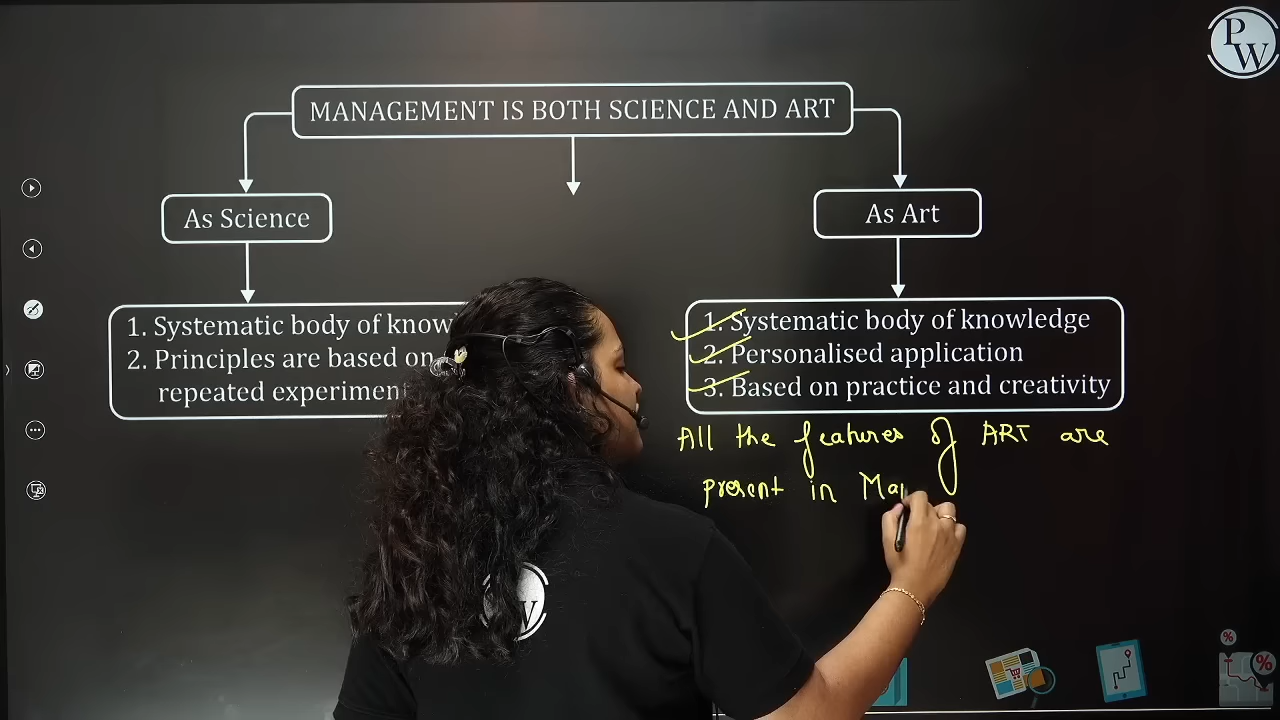 PW
MANAGEMENT IS BOTH SCIENCE AND ART
As Science
As Art
1. Systematic body of know
2. Principles are based on
repeated experimen
1. Systematic body of knowledge
2. Personalised application
3. Based on practice and creativity
All the features of ART are
present in Man
W
%
%